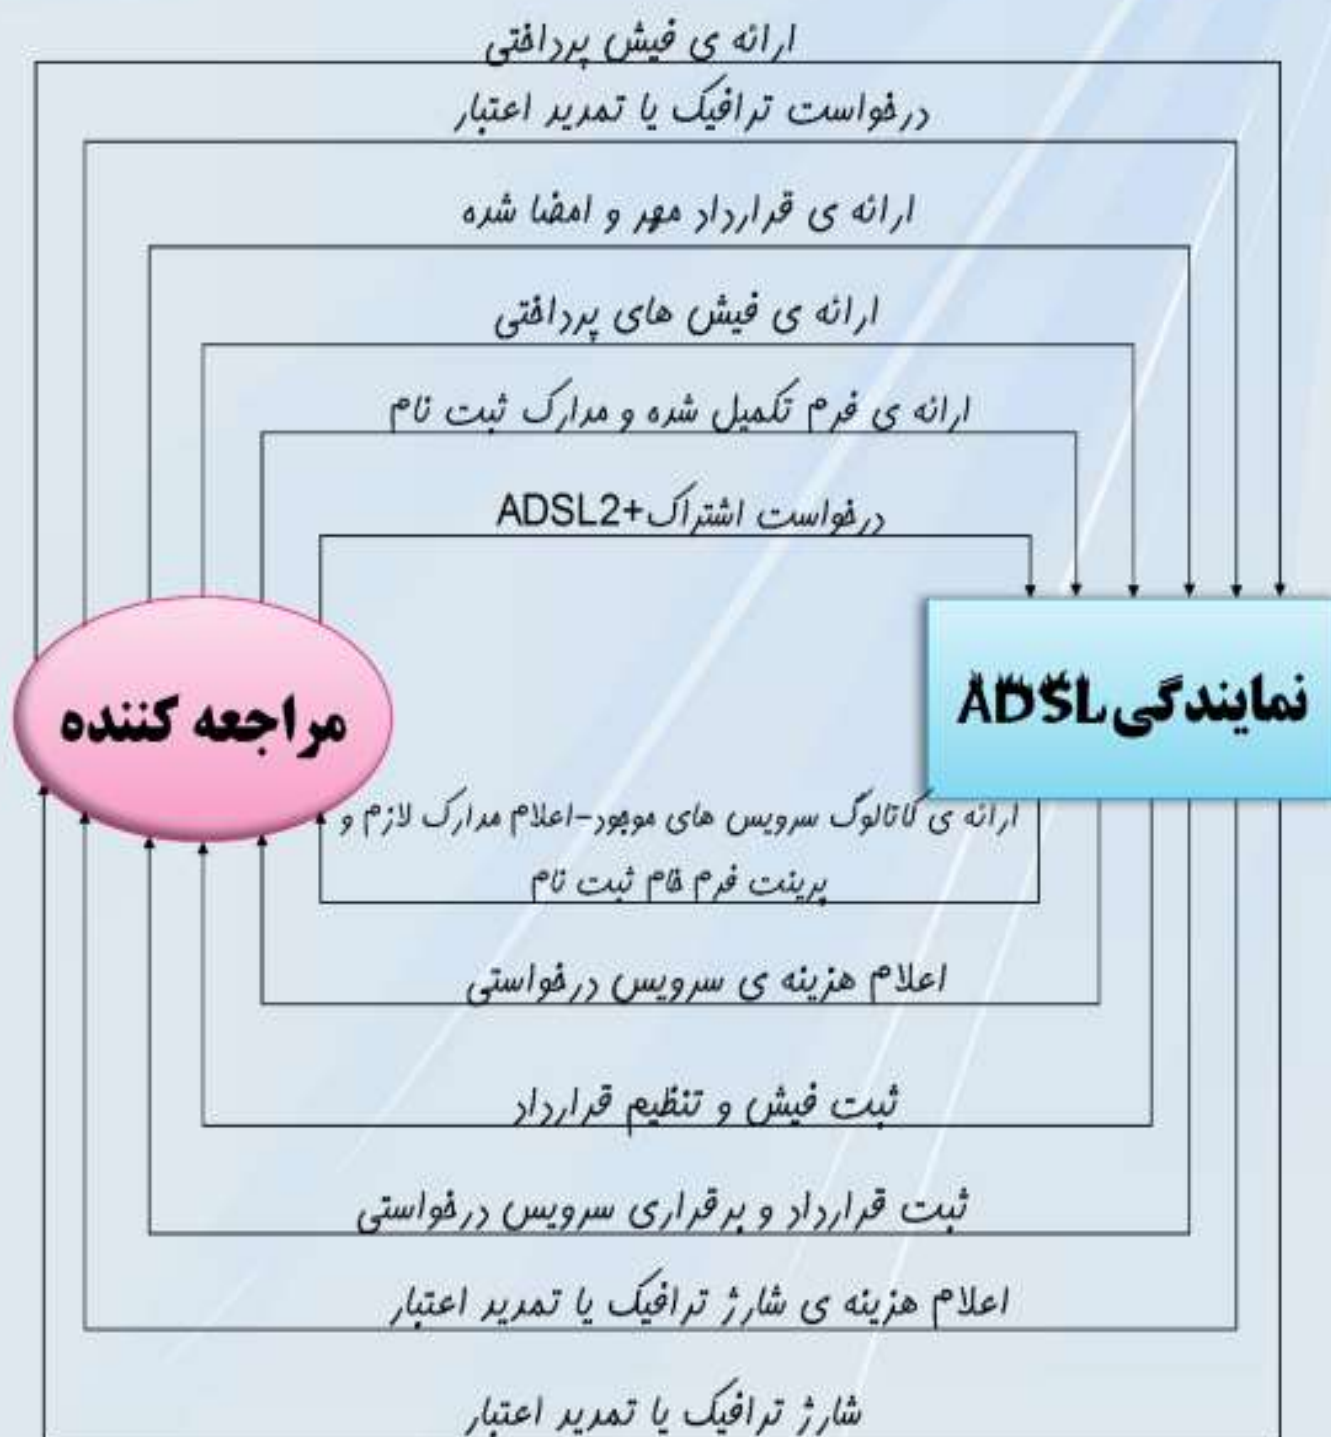 ارائه ی فیش پرداختی
درخواست ترافیک یا تمدید اعتبار
ارائه ی قرارداد مهر و امضا شده
ارائه ی فیش های پرداختی
ارائه ی فرم تکمیل شده و مدارک ثبت نام
درخواست اشتراک ADSL2+
نمایندگی ADSL
مراجعه کننده
ارائه ی کاتالوگ سرویس های موجود-اعلام مدارک لازم و
پرینت فرم خام ثبت نام
اعلام هزینه ی سرویس درخواستی
ثبت فیش و تنظیم قرارداد
ثبت قرارداد و برقراری سرویس درخواستی
اعلام هزینه ی شارژ ترافیک یا تمدید اعتبار
شارژ ترافیک یا تمدید اعتبار